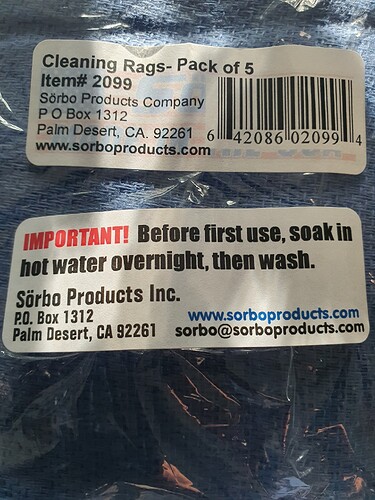 Cleaning Rags- Pack of 5
Item# 2099
Sörbo Products Company
P O Box 1312
Palm Desert, CA. 92261
www.sorboproducts.com
6 42086 02099 4
IMPORTANT! Before first use, soak in
hot water overnight, then wash.
Sörbo Products Inc.
P.O. Box 1312
Palm Desert, CA 92261
www.sorboproducts.com
sorbo@sorboproducts.com